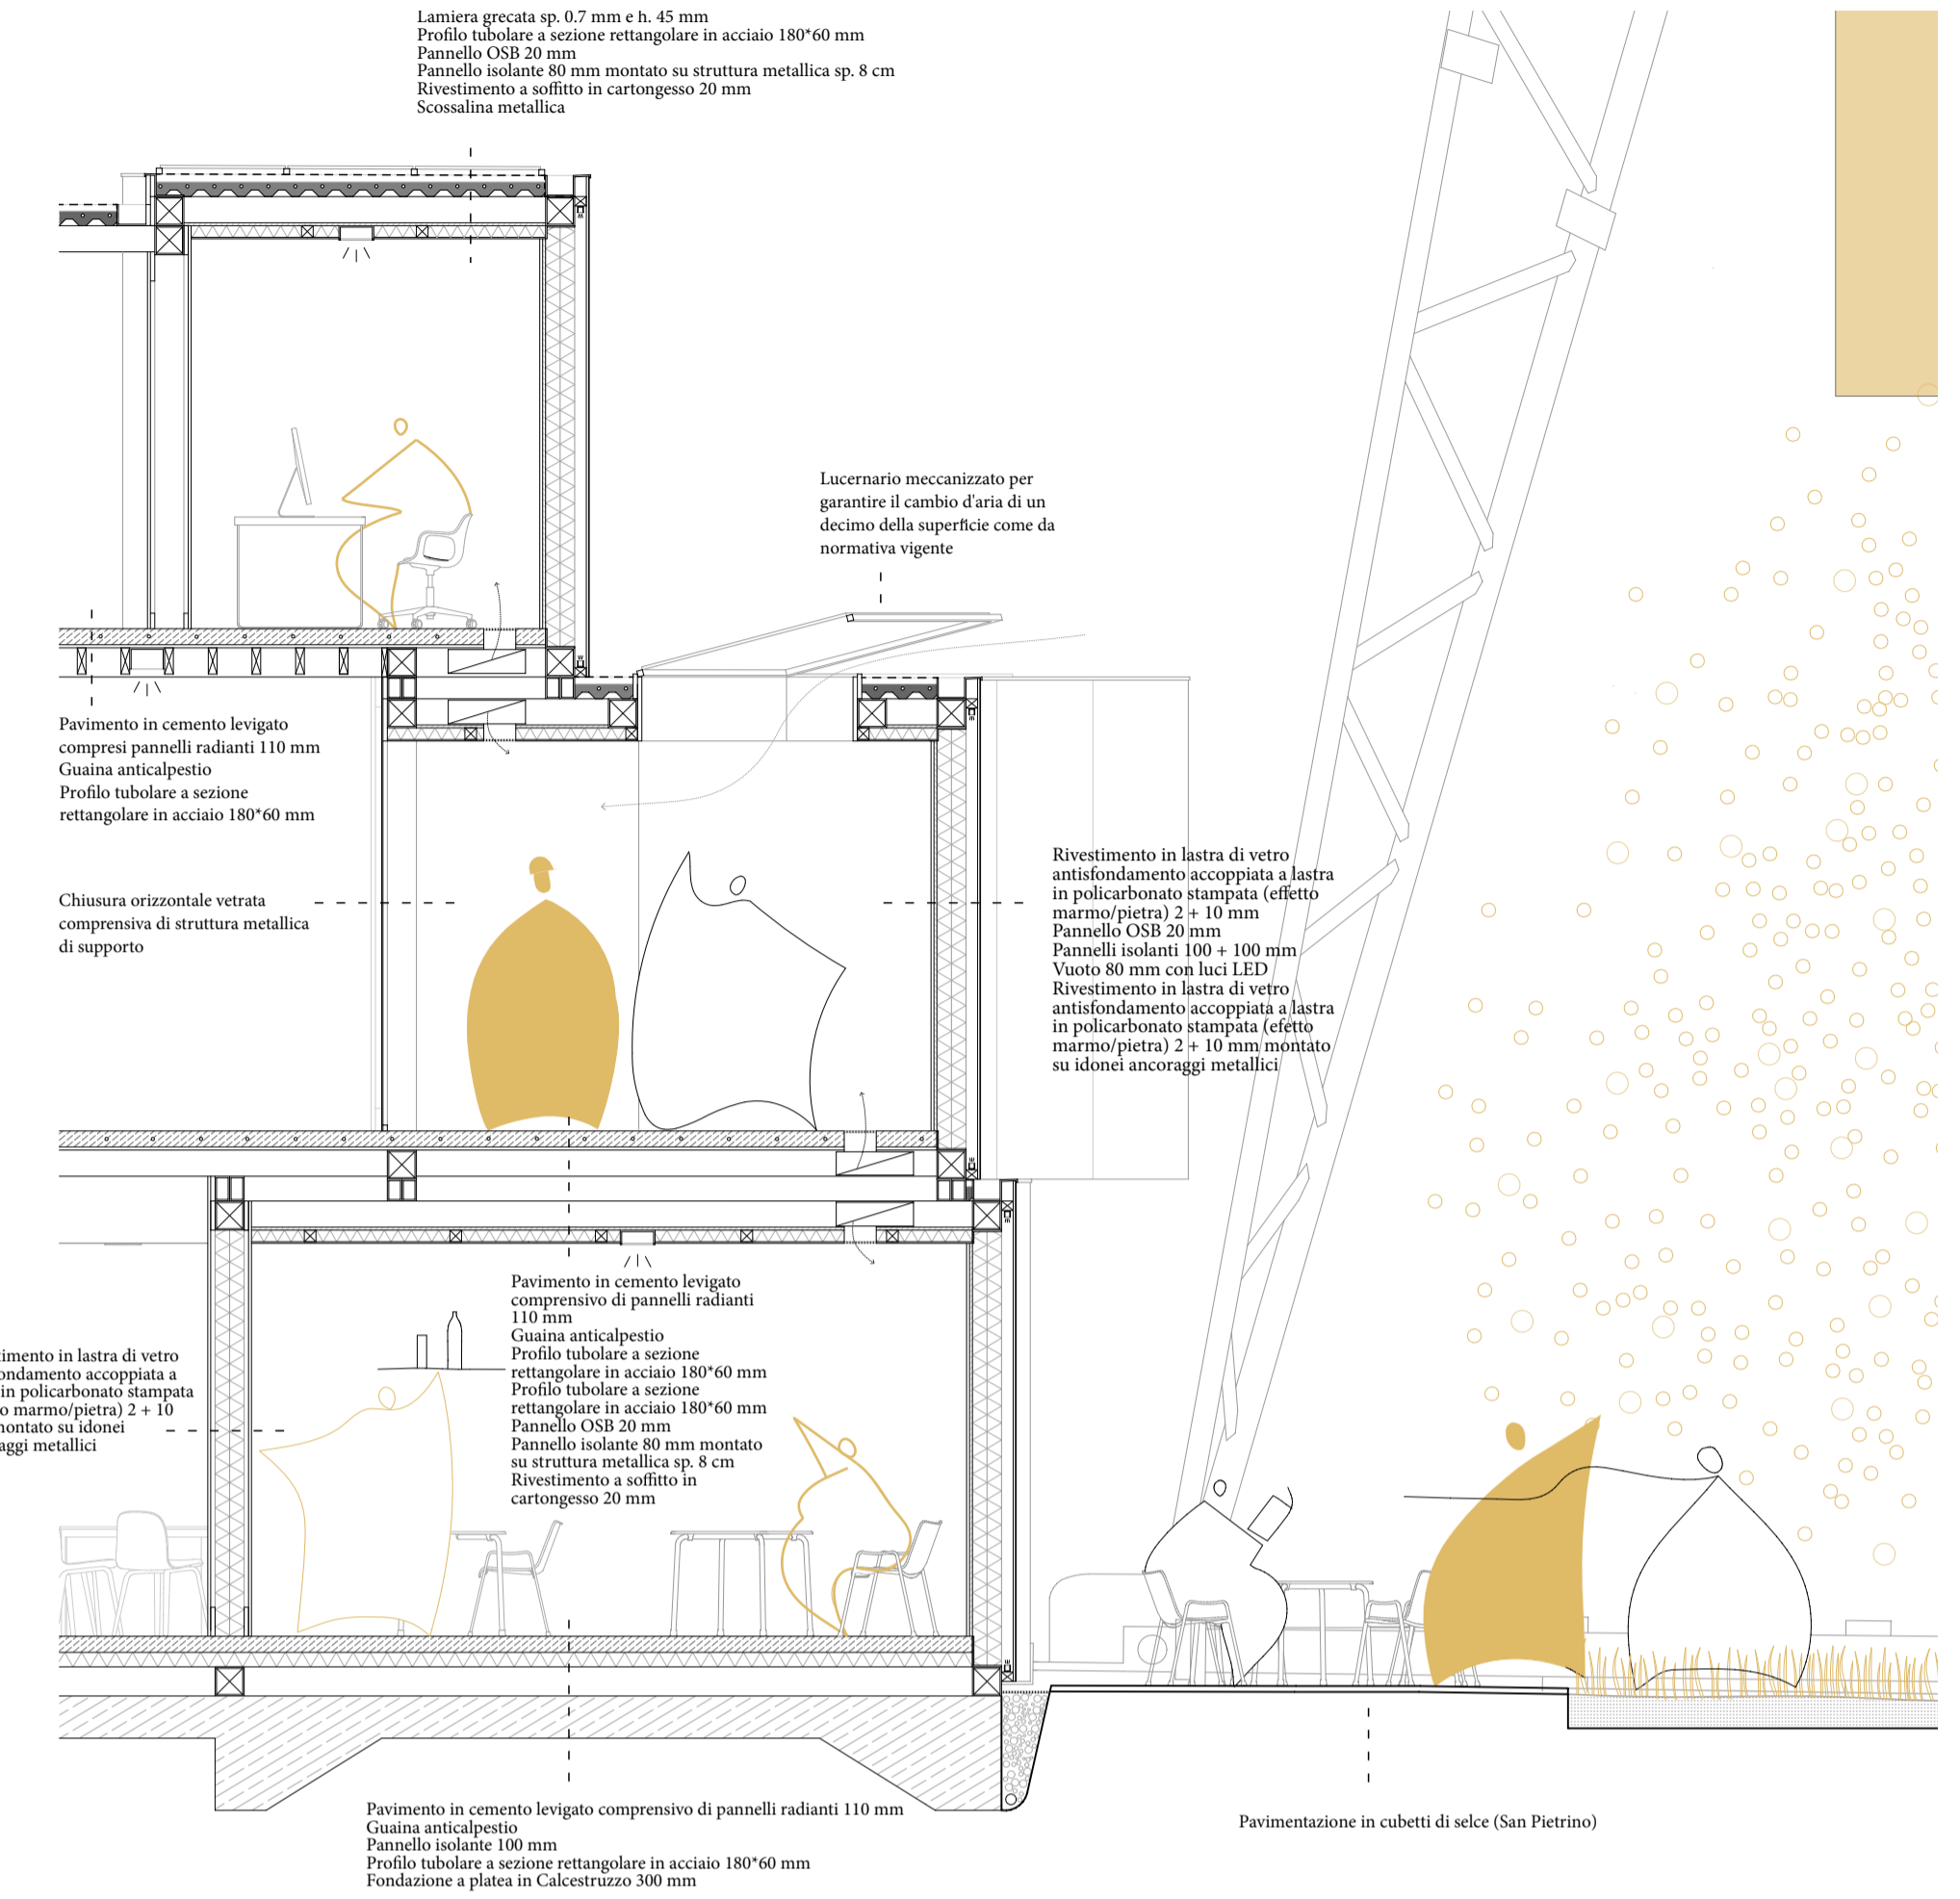 Lamiera grecata sp. 0.7 mm e h. 45 mm
Profilo tubolare a sezione rettangolare in acciaio 180*60 mm
Pannello OSB 20 mm
Pannello isolante 80 mm montato su struttura metallica sp. 8 cm
Rivestimento a soffitto in cartongesso 20 mm
Scossalina metallica
Lucernario meccanizzato per
garantire il cambio d'aria di un
decimo della superficie come da
normativa vigente
Pavimento in cemento levigato
compresi pannelli radianti 110 mm
Guaina anticalpestio
Profilo tubolare a sezione
rettangolare in acciaio 180*60 mm
Chiusura orizzontale vetrata
comprensiva di struttura metallica
di supporto
Rivestimento in lastra di vetro
antisfondamento accoppiata a lastra
in policarbonato stampata (effetto
marmo/pietra) 2 + 10 mm
Pannello OSB 20 mm
Pannelli isolanti 100 + 100 mm
Vuoto 80 mm con luci LED
Rivestimento in lastra di vetro
antisfondamento accoppiata a lastra
in policarbonato stampata (efetto
marmo/pietra) 2 + 10 mm montato
su idonei ancoraggi metallici
Pavimento in cemento levigato
comprensivo di pannelli radianti
110 mm
Guaina anticalpestio
Profilo tubolare a sezione
rettangolare in acciaio 180*60 mm
Profilo tubolare a sezione
rettangolare in acciaio 180*60 mm
Pannello OSB 20 mm
Pannello isolante 80 mm montato
su struttura metallica sp. 8 cm
Rivestimento a soffitto in
cartongesso 20 mm
timento in lastra di vetro
ondamento accoppiata a
in policarbonato stampata
o marmo/pietra) 2 + 10
montato su idonei
aggi metallici
Pavimento in cemento levigato comprensivo di pannelli radianti 110 mm
Guaina anticalpestio
Pannello isolante 100 mm
Profilo tubolare a sezione rettangolare in acciaio 180*60 mm
Fondazione a platea in Calcestruzzo 300 mm
Pavimentazione in cubetti di selce (San Pietrino)